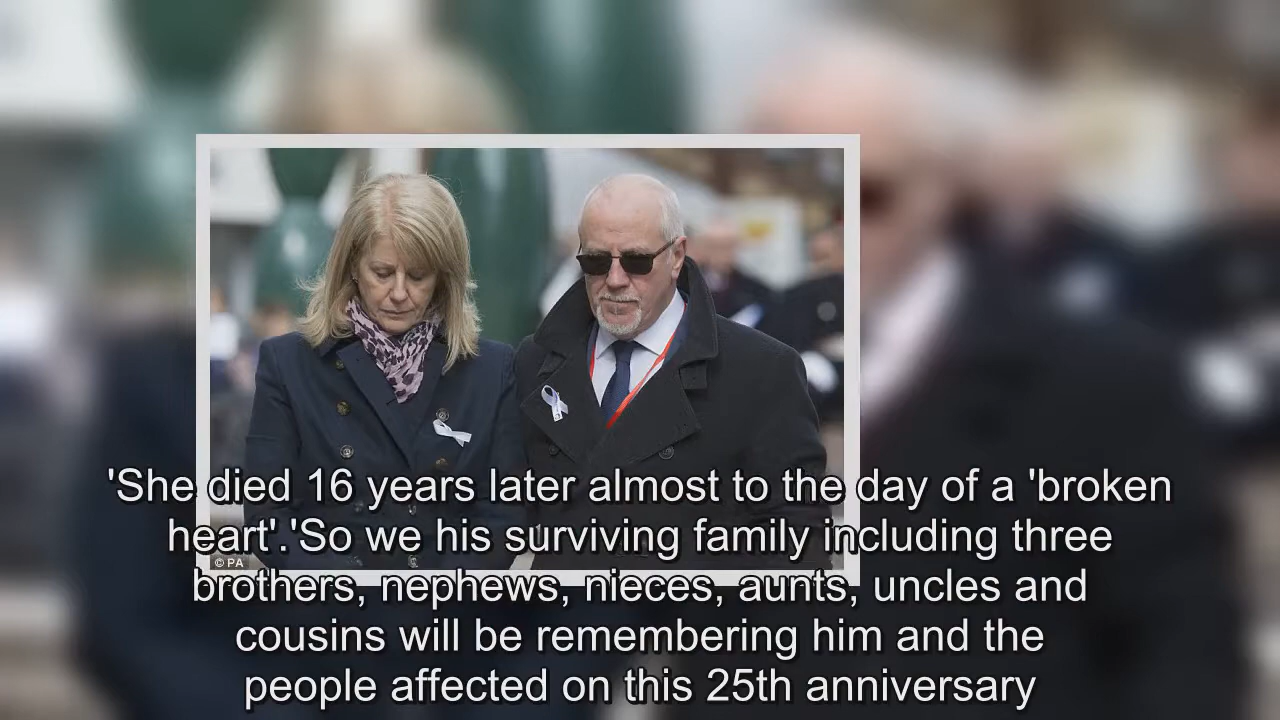 'She died 16 years later almost to the day of a 'broken
heart'.'So we his surviving family including three
© PA
brothers, nephews, nieces, aunts, uncles and
cousins will be remembering him and the
people affected on this 25th anniversary